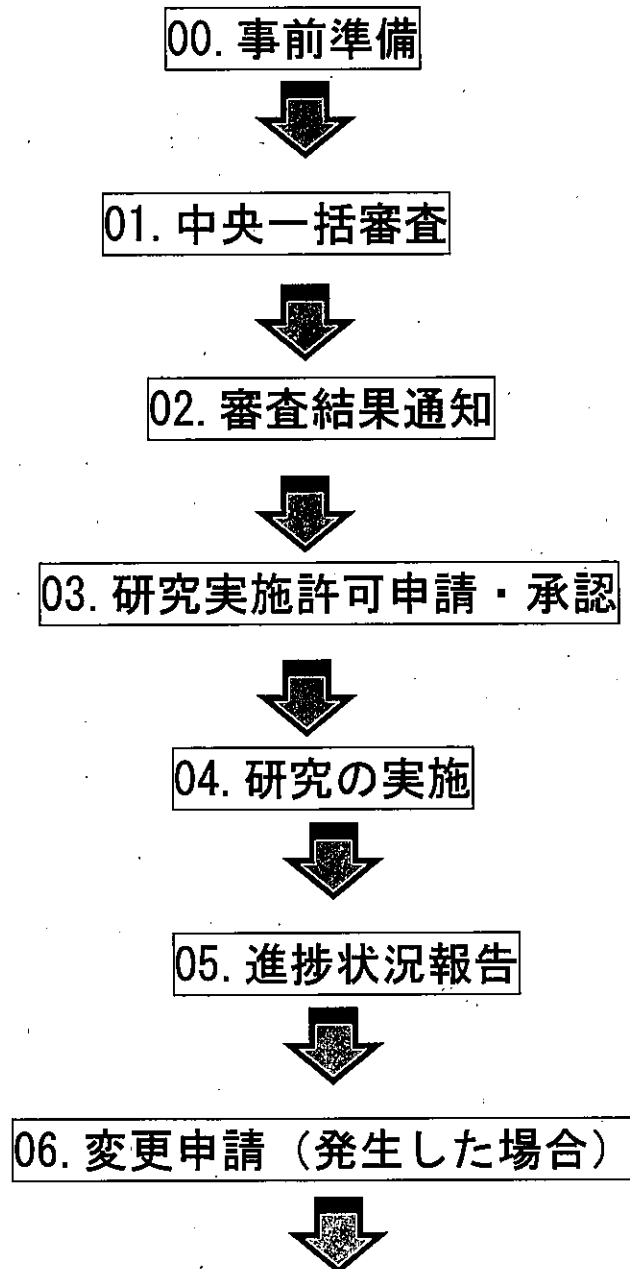 00. 事前準備
01. 中央一括審査
02. 審査結果通知
03. 研究実施許可申請・承認
04. 研究の実施
05. 進捗状況報告
06. 変更申請（発生した場合）